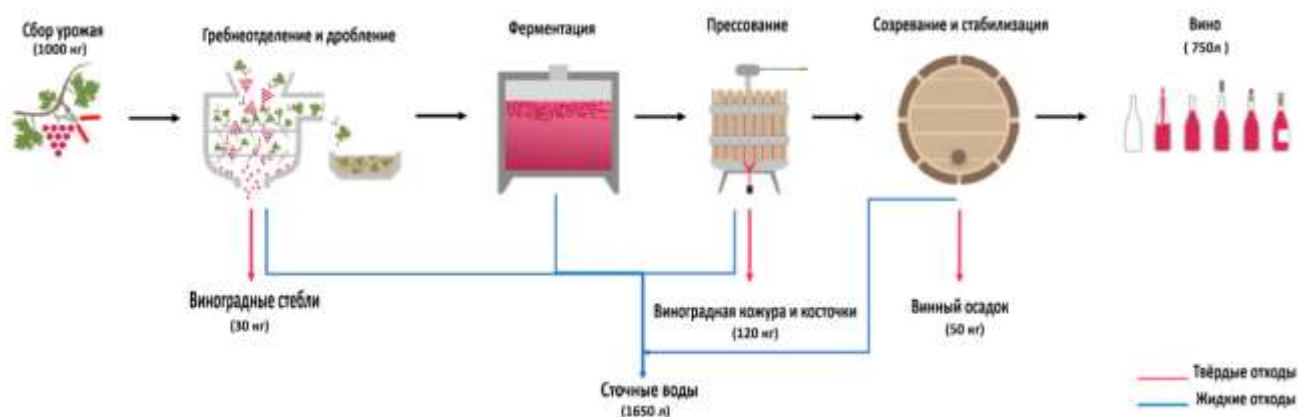 Сбор урожая
(1000 кг)
Гребнеотделение и дробление
Ферментация
Прессование
Созревание и стабилизация
Вино
( 750л )
Виноградные стебли
(30 кг)
Виноградная кожура и косточки
(120 кг)
Винный осадок
(50 кг)
Сточные воды
(1650 л)
Твёрдые отходы
Жидкие отходы